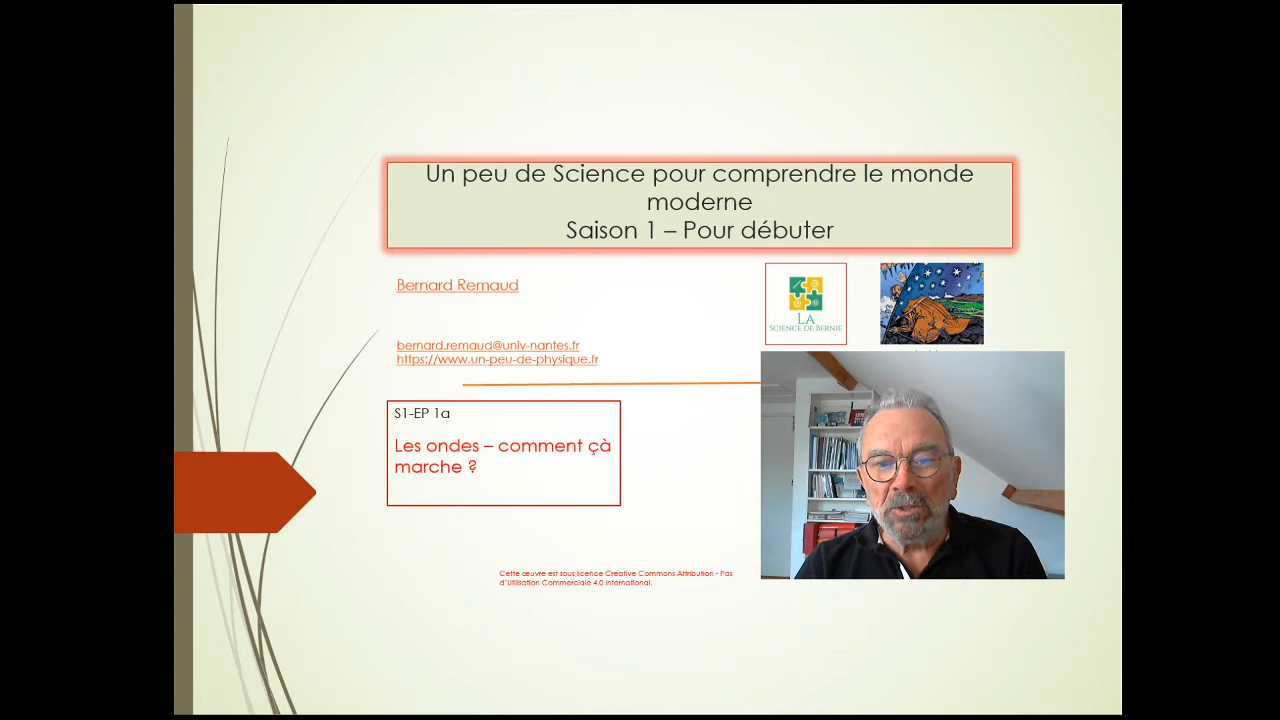 Un peu de Science pour comprendre le monde
moderne
Saison 1 – Pour débuter
Bernard Remaud
LA
SCIENCE DE BERNIE
bernard.remaud@univ-nantes.fr
https://www.un-peu-de-physique.fr
S1-EP 1a
Les ondes – comment çà
marche ?
Cette œuvre est sous licence Creative Commons Attribution - Pas
d'Utilisation Commerciale 4.0 International.